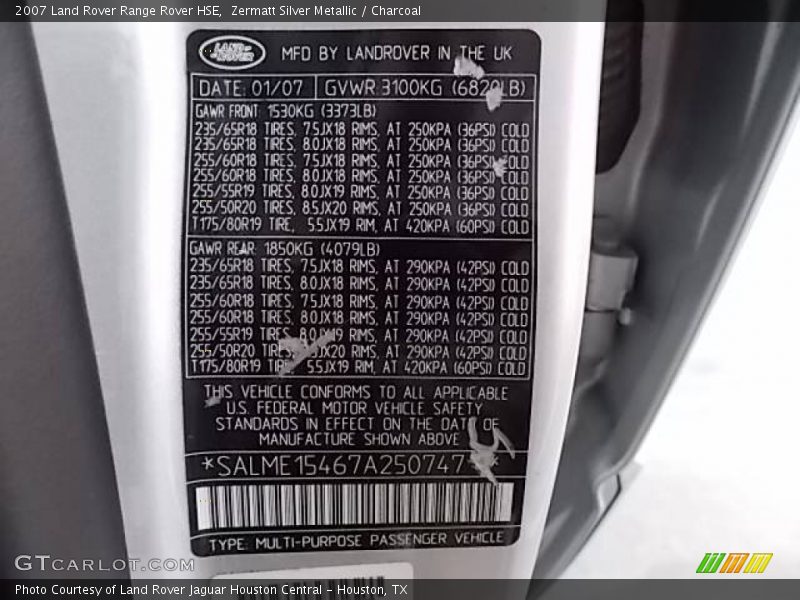 2007 Land Rover Range Rover HSE,  Zermatt Silver Metallic / Charcoal
LAND-ROVER MFD BY LANDROVER IN THE UK
DATE: 01/07 GVWR 3100KG (6829LB)
GAWR FRONT 1530KG (3373LB)
235/65R18 TIRES, 7.5JX18 RIMS, AT 250KPA (36PSI) COLD
235/65R18 TIRES, 8.0JX18 RIMS, AT 250KPA (36PSI) COLD
255/60R18 TIRES, 7.5JX18 RIMS, AT 250KPA (36PSI) COLD
255/60R18 TIRES, 8.0JX18 RIMS, AT 250KPA (36PSI) COLD
255/55R19 TIRES, 8.0JX19 RIMS, AT 250KPA (36PSI) COLD
255/50R20 TIRES, 8.5JX20 RIMS, AT 250KPA (36PSI) COLD
T175/80R19 TIRE, 5.5JX19 RIM, AT 420KPA (60PSI) COLD
GAWR REAR 1850KG (4079LB)
235/65R18 TIRES, 7.5JX18 RIMS, AT 290KPA (42PSI) COLD
235/65R18 TIRES, 8.0JX18 RIMS, AT 290KPA (42PSI) COLD
255/60R18 TIRES, 7.5JX18 RIMS, AT 290KPA (42PSI) COLD
255/60R18 TIRES, 8.0JX18 RIMS, AT 290KPA (42PSI) COLD
255/55R19 TIRES, 8.0JX19 RIMS, AT 290KPA (42PSI) COLD
255/50R20 TIRES, RIMS, AT 290KPA (42PSI) COLD
T175/80R19 TIRE, 5.5JX19 RIM, AT 420KPA (60PSI) COLD
THIS VEHICLE CONFORMS TO ALL APPLICABLE
U.S. FEDERAL MOTOR VEHICLE SAFETY
STANDARDS IN EFFECT ON THE DATE OF
MANUFACTURE SHOWN ABOVE
*SALME15467A250747*
TYPE: MULTI-PURPOSE PASSENGER VEHICLE
GTCARLOT.COM
Photo Courtesy of Land Rover Jaguar Houston Central - Houston, TX